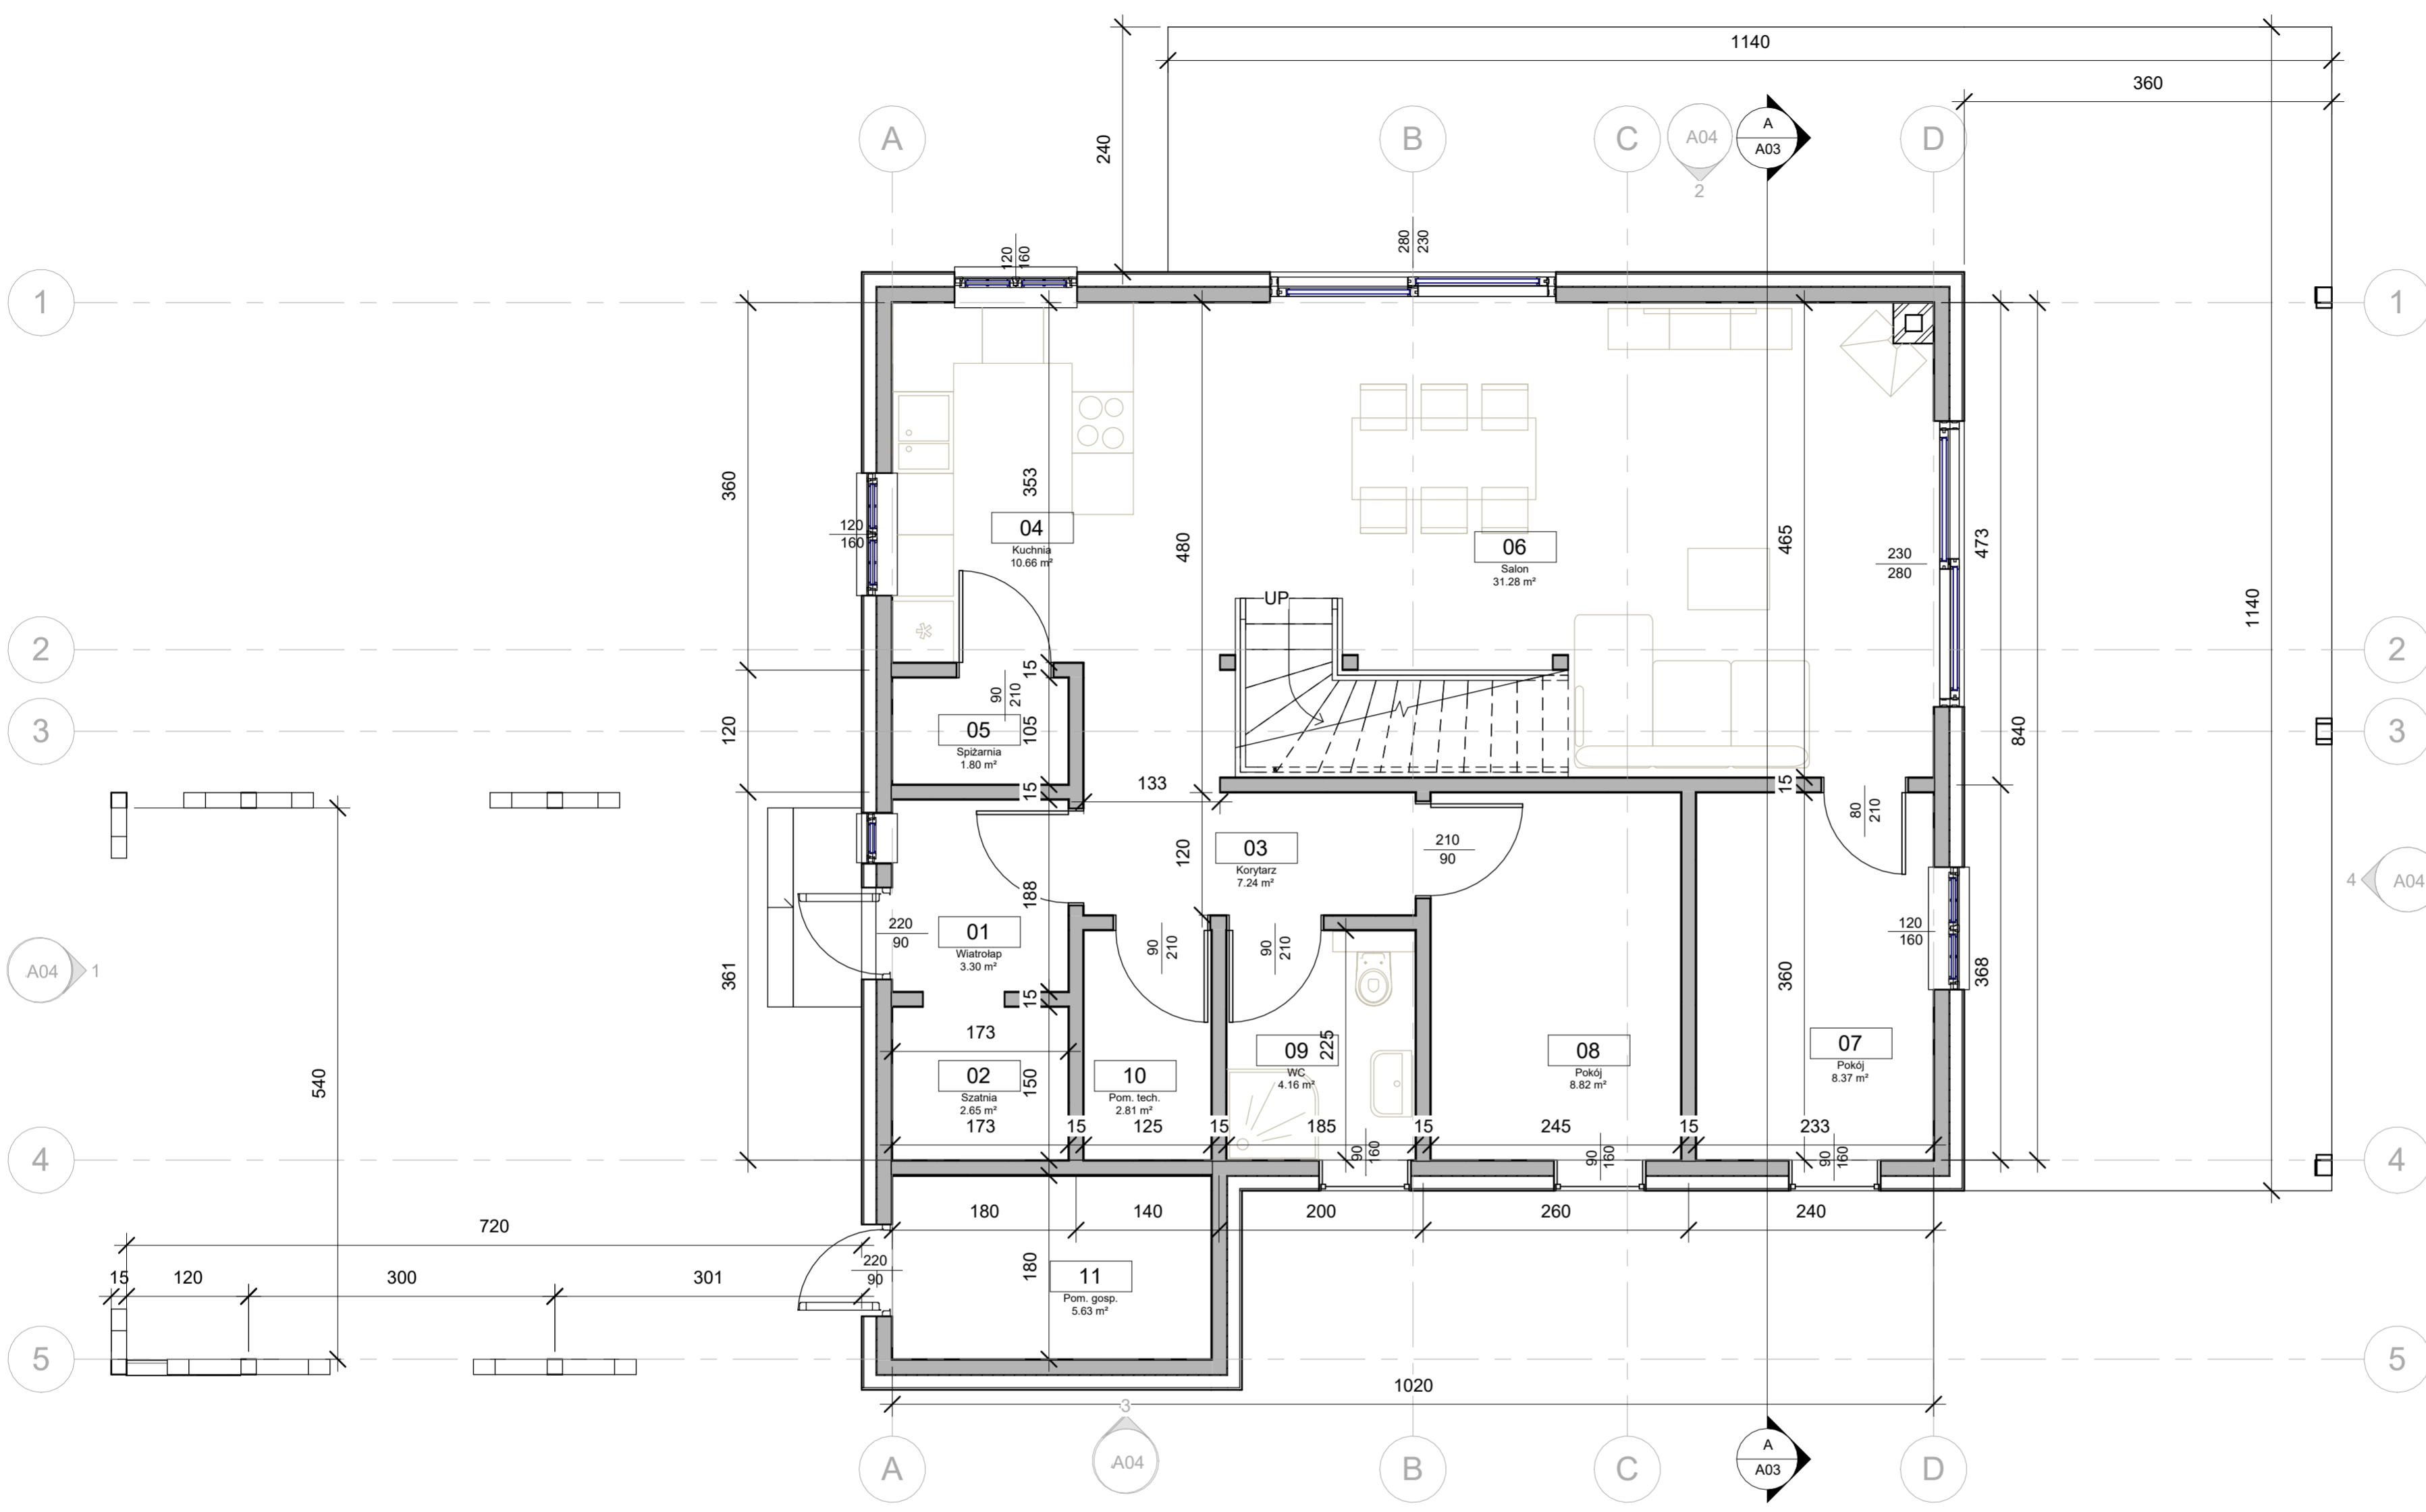 1140
360
240
A
B
C
A04
2
A
A03
D
120
160
280
230
1
1
360
353
480
465
473
840
1140
120
160
04
Kuchnia
10.66 m²
06
Salon
31.28 m²
230
280
UP
2
2
15
90
210
05
Spiżarnia
1.80 m²
105
120
3
3
15
133
15
80
210
03
Korytarz
7.24 m²
120
210
90
188
220
90
01
Wiatrołap
3.30 m²
90
210
90
210
120
160
4
A04
A04
1
361
360
368
15
173
540
02
Szatnia
2.65 m²
150
10
Pom. tech.
2.81 m²
09
WC
4.16 m²
225
08
Pokój
8.82 m²
07
Pokój
8.37 m²
173
15
125
15
185
15
245
15
233
90
160
90
160
90
160
4
4
180
140
200
260
240
720
15
120
300
301
220
90
180
11
Pom. gosp.
5.63 m²
5
5
1020
3
A04
A
B
C
A
A03
D